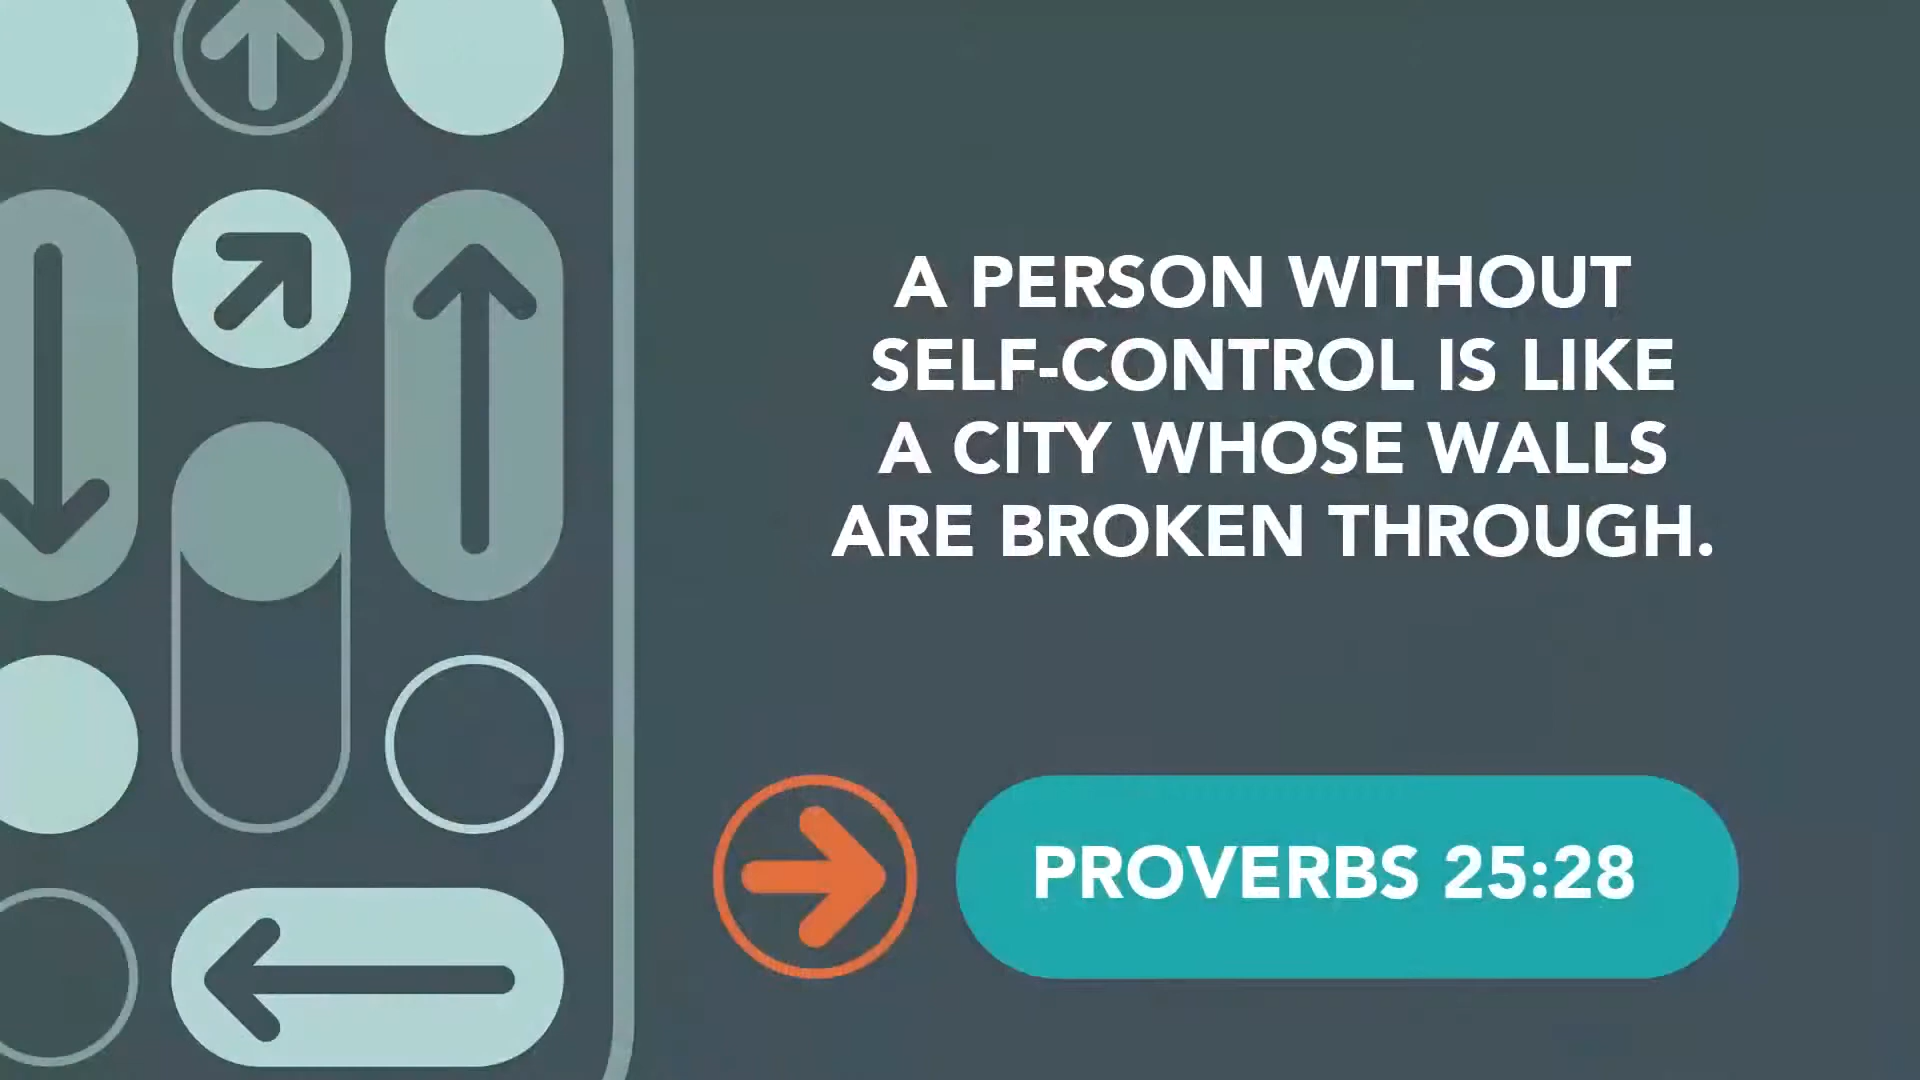 A PERSON WITHOUT
SELF-CONTROL IS LIKE
A CITY WHOSE WALLS
ARE BROKEN THROUGH.
PROVERBS 25:28